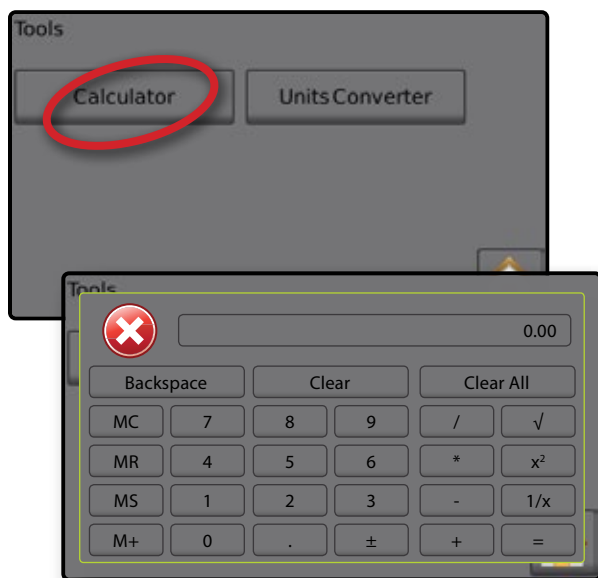 Tools
Calculator Units Converter
Tools
0.00
Backspace Clear Clear All
MC 7 8 9 / √
MR 4 5 6 * x²
MS 1 2 3 - 1/x
M+ 0 . ± + =